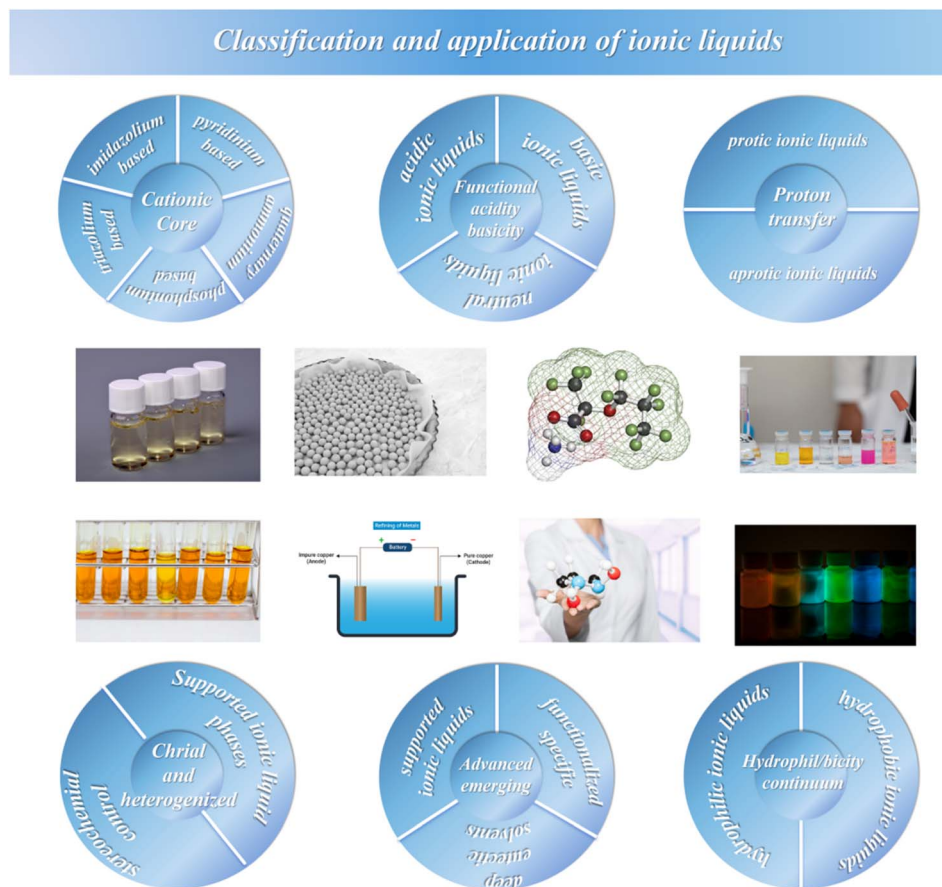 Classification and application of ionic liquids
imidazolium
based
pyridinium
based
quaternary
ammonium
phosphonium
based
triazolium
based
Cationic
Core
acidic
ionic liquids
basic
ionic liquids
neutral
ionic liquids
Functional
acidity
basicity
protic ionic liquids
Proton
transfer
aprotic ionic liquids
Refining of Metals
+
−
Battery
Impure copper
(Anode)
Pure copper
(Cathode)
Supported ionic liquid
phases
Chrial
and
heterogenized
stereochemial
control
supported
ionic liquids
functionalized
specific
Advanced
emerging
deep
eutectic
solvents
hydrophilic ionic liquids
Hydrophil/bicity
continuum
hydrophobic ionic liquids